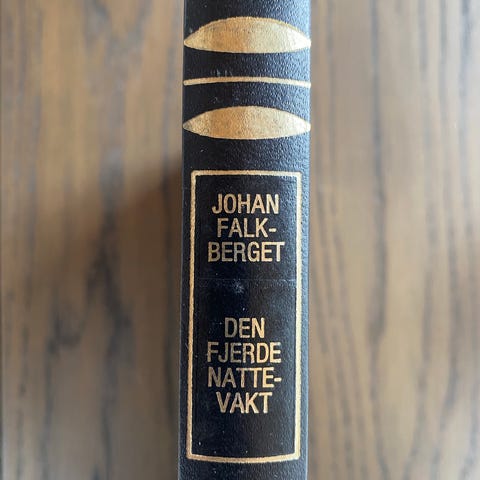 JOHAN
FALK-
BERGET
DEN
FJERDE
NATTE-
VAKT